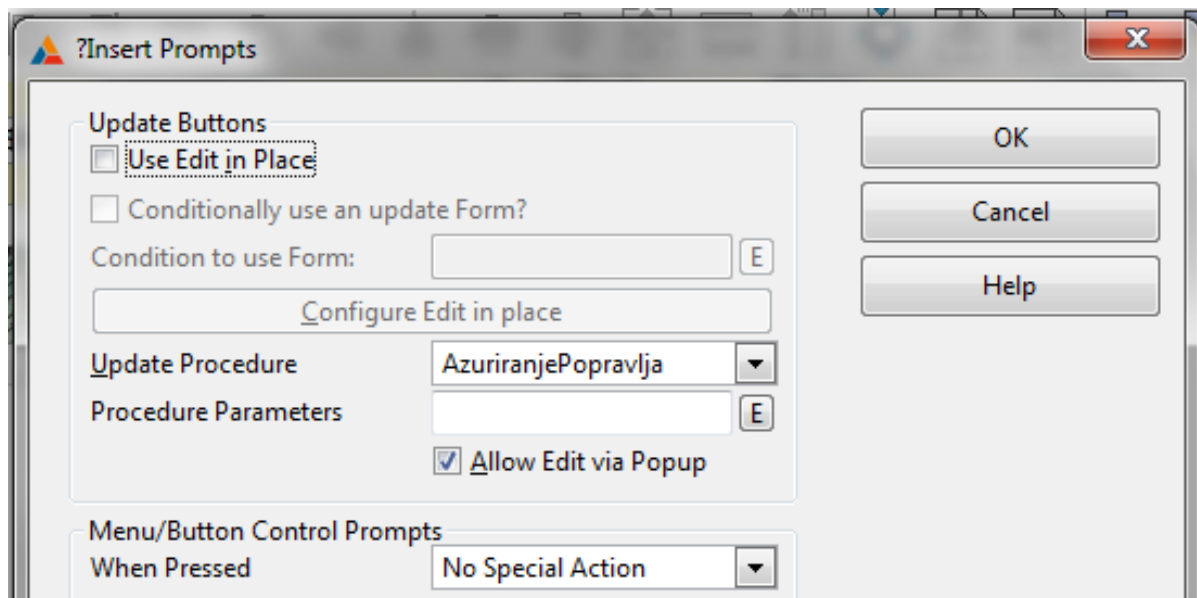 ?Insert Prompts
Update Buttons
Use Edit in Place
Conditionally use an update Form?
Condition to use Form: E
Configure Edit in place
Update Procedure AzuriranjePopravlja
Procedure Parameters E
Allow Edit via Popup
Menu/Button Control Prompts
When Pressed No Special Action
OK
Cancel
Help